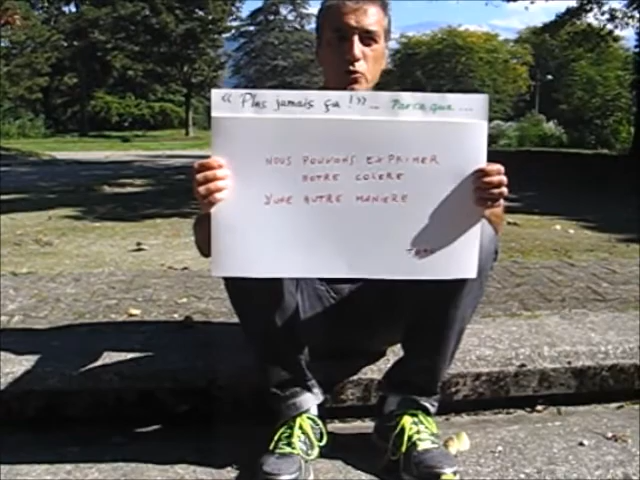 « Plus jamais ça ! » ... Parce que ...
NOUS POUVONS EXPRIMER
NOTRE COLERE
D'UNE AUTRE MANIERE